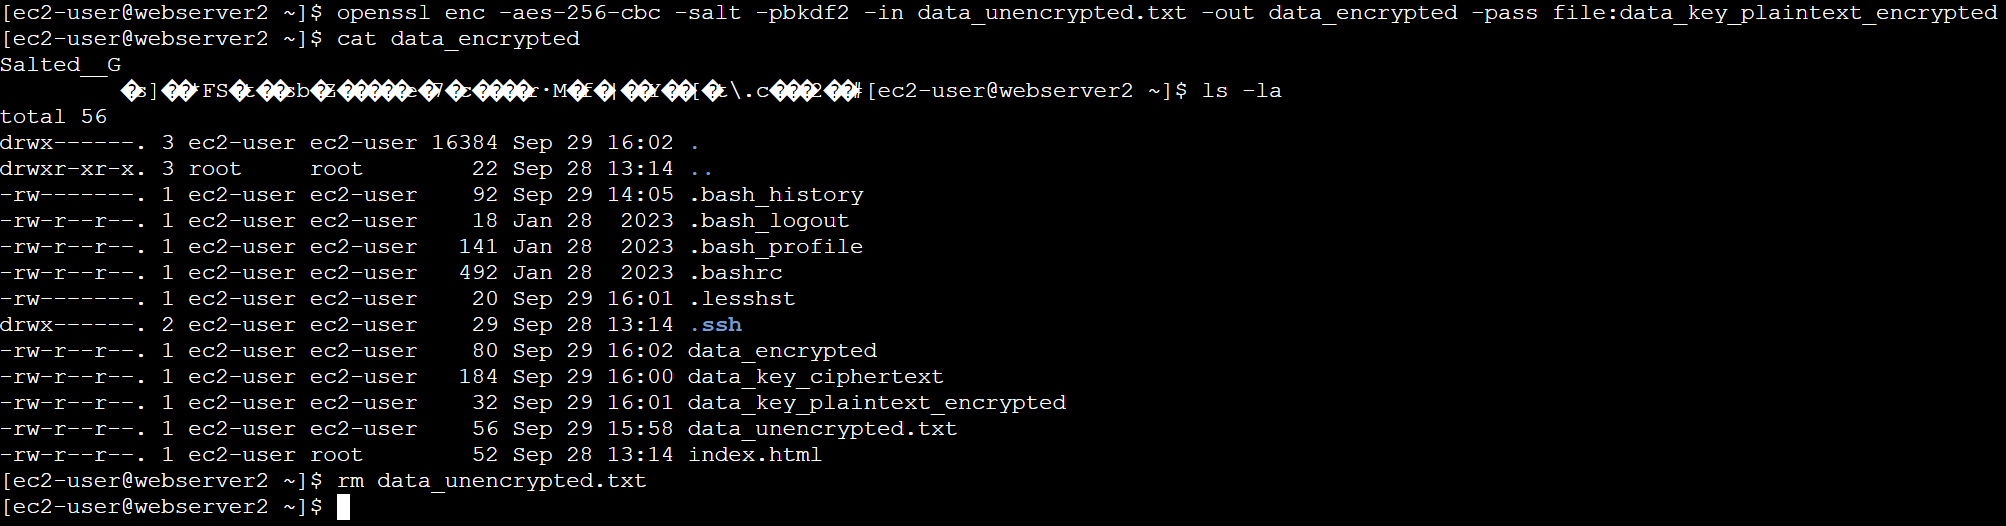 [ec2-user@webserver2 ~]$ openssl enc -aes-256-cbc -salt -pbkdf2 -in data_unencrypted.txt -out data_encrypted -pass file:data_key_plaintext_encrypted
[ec2-user@webserver2 ~]$ cat data_encrypted
Salted__G
�s]��*FS�t��sb�Z�����e�7�c����r·M�f�|��Y��[�t\.c���2��#[ec2-user@webserver2 ~]$ ls -la
total 56
drwx------. 3 ec2-user ec2-user 16384 Sep 29 16:02 .
drwxr-xr-x. 3 root     root        22 Sep 28 13:14 ..
-rw-------. 1 ec2-user ec2-user    92 Sep 29 14:05 .bash_history
-rw-r--r--. 1 ec2-user ec2-user    18 Jan 28  2023 .bash_logout
-rw-r--r--. 1 ec2-user ec2-user   141 Jan 28  2023 .bash_profile
-rw-r--r--. 1 ec2-user ec2-user   492 Jan 28  2023 .bashrc
-rw-------. 1 ec2-user ec2-user    20 Sep 29 16:01 .lesshst
drwx------. 2 ec2-user ec2-user    29 Sep 28 13:14 .ssh
-rw-r--r--. 1 ec2-user ec2-user    80 Sep 29 16:02 data_encrypted
-rw-r--r--. 1 ec2-user ec2-user   184 Sep 29 16:00 data_key_ciphertext
-rw-r--r--. 1 ec2-user ec2-user    32 Sep 29 16:01 data_key_plaintext_encrypted
-rw-r--r--. 1 ec2-user ec2-user    56 Sep 29 15:58 data_unencrypted.txt
-rw-r--r--. 1 ec2-user root        52 Sep 28 13:14 index.html
[ec2-user@webserver2 ~]$ rm data_unencrypted.txt
[ec2-user@webserver2 ~]$